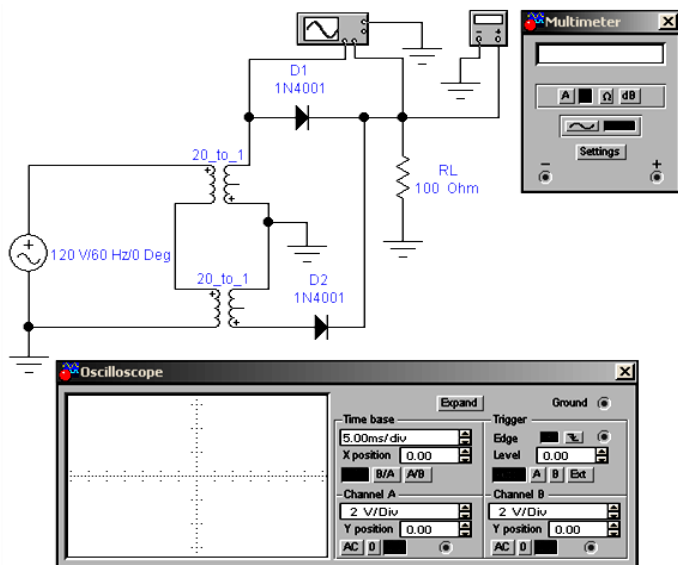 Multimeter
A Ω dB
Settings
D1
1N4001
20_to_1
RL
100 Ohm
120 V/60 Hz/0 Deg
20_to_1
D2
1N4001
Oscilloscope
Expand
Ground
Time base
5.00ms/div
X position 0.00
B/A A/B
Trigger
Edge
Level 0.00
A B Ext
Channel A
2 V/Div
Y position 0.00
AC 0
Channel B
2 V/Div
Y position 0.00
AC 0